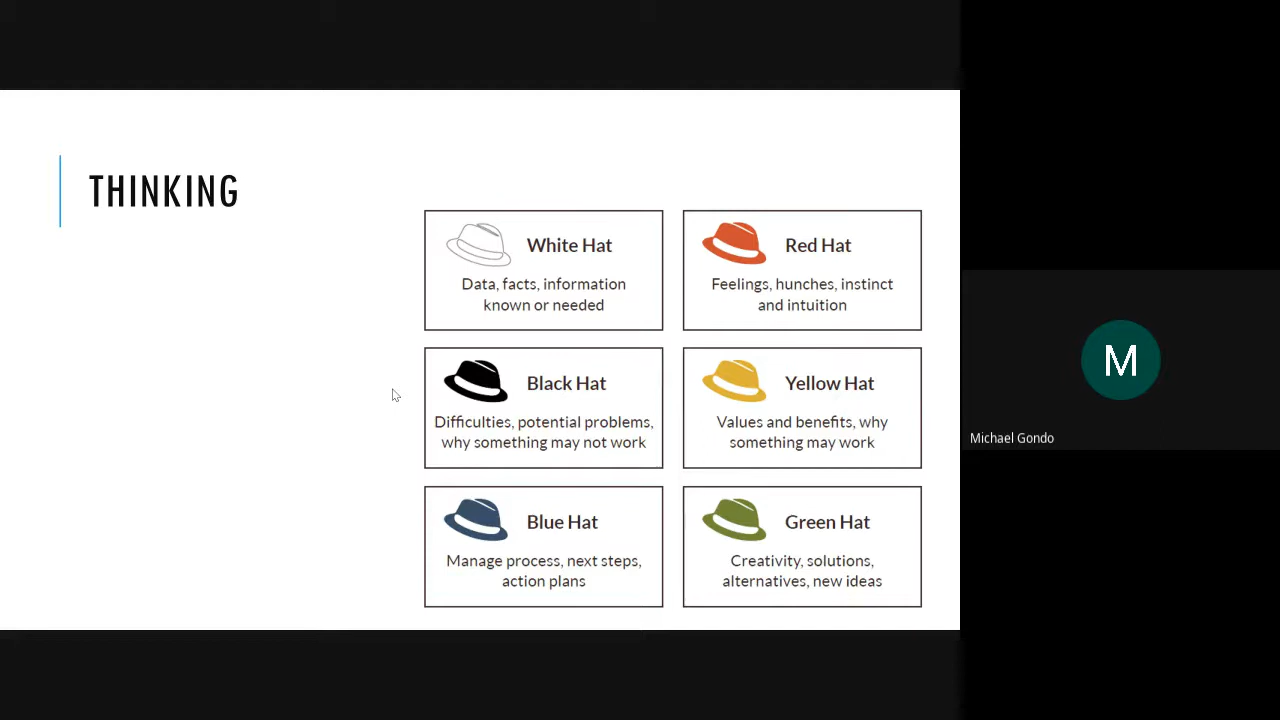 THINKING
White Hat
Data, facts, information
known or needed
Red Hat
Feelings, hunches, instinct
and intuition
Black Hat
Difficulties, potential problems,
why something may not work
Yellow Hat
Values and benefits, why
something may work
Blue Hat
Manage process, next steps,
action plans
Green Hat
Creativity, solutions,
alternatives, new ideas
M
Michael Gondo